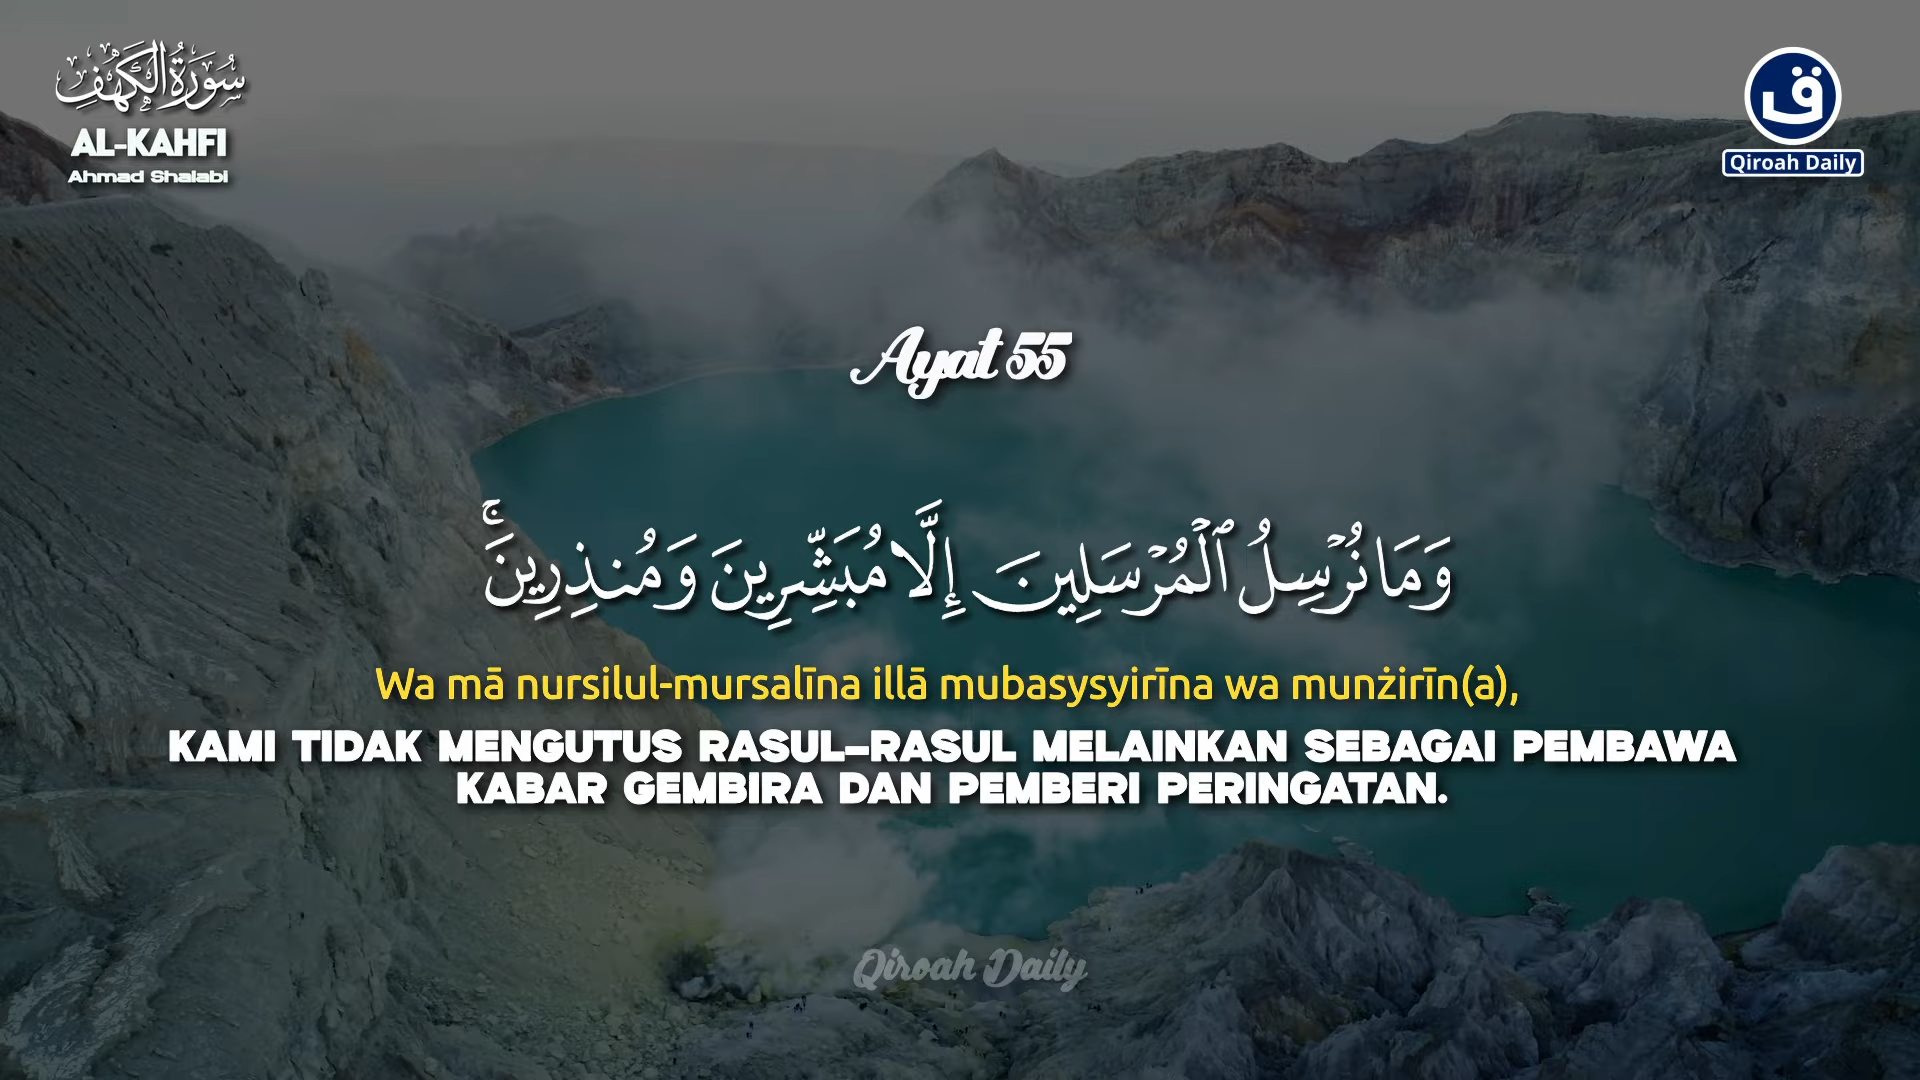 سُورَةُ الْكَهْفِ
AL-KAHFI
Ahmad Shalabi
ق
Qiroah Daily
Ayat 55
وَمَا نُرْسِلُ ٱلْمُرْسَلِينَ إِلَّا مُبَشِّرِينَ وَمُنذِرِينَ ۚ
Wa mā nursilul-mursalīna illā mubasysyirīna wa munżirīn(a),
KAMI TIDAK MENGUTUS RASUL-RASUL MELAINKAN SEBAGAI PEMBAWA
KABAR GEMBIRA DAN PEMBERI PERINGATAN.
Qiroah Daily